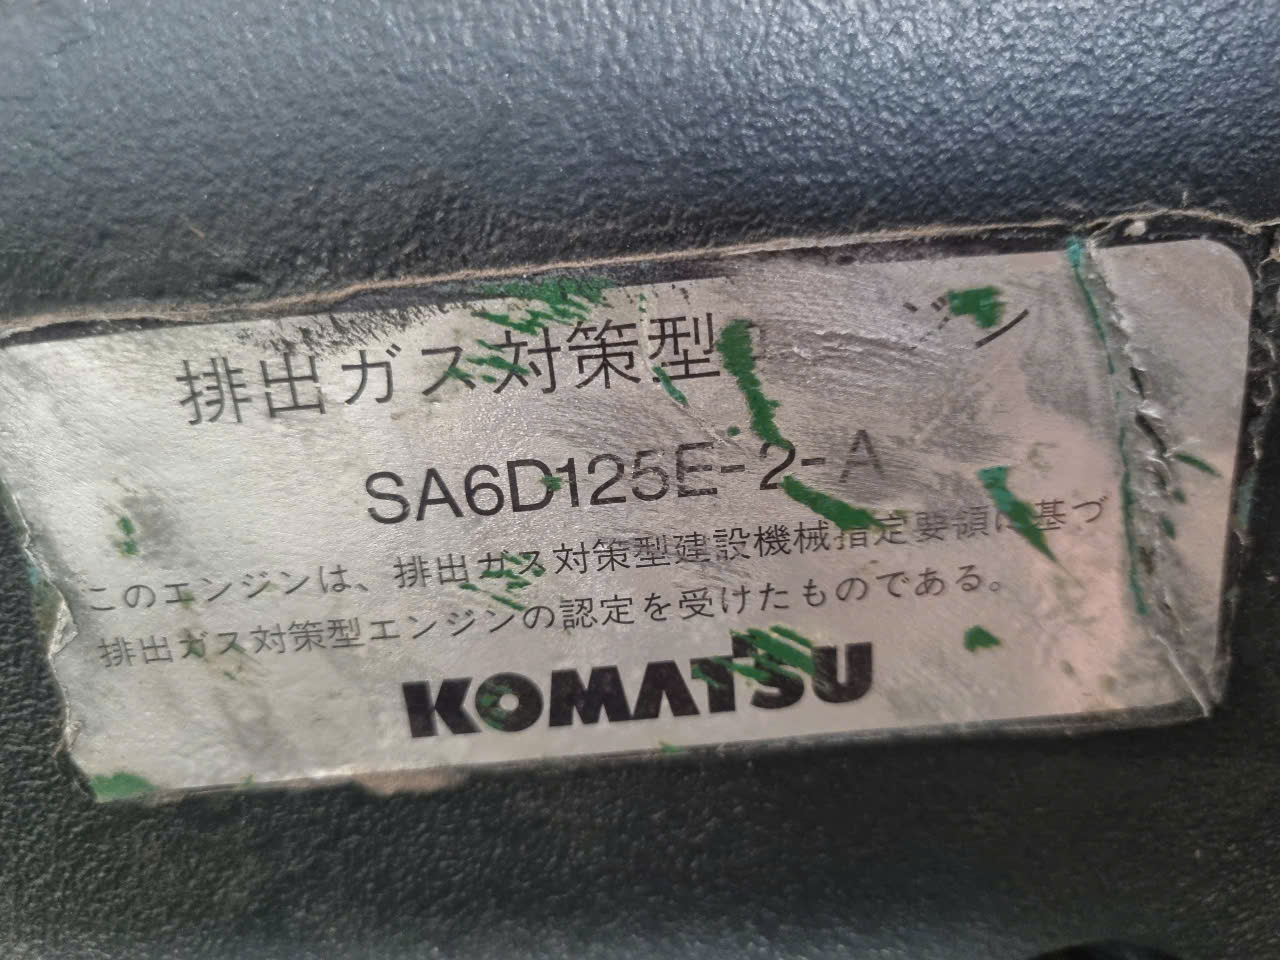 排出ガス対策型 ジン
SA6D125E-2-A
このエンジンは、排出ガス対策型建設機械指定要領に基づ
排出ガス対策型エンジンの認定を受けたものである。
KOMATSU